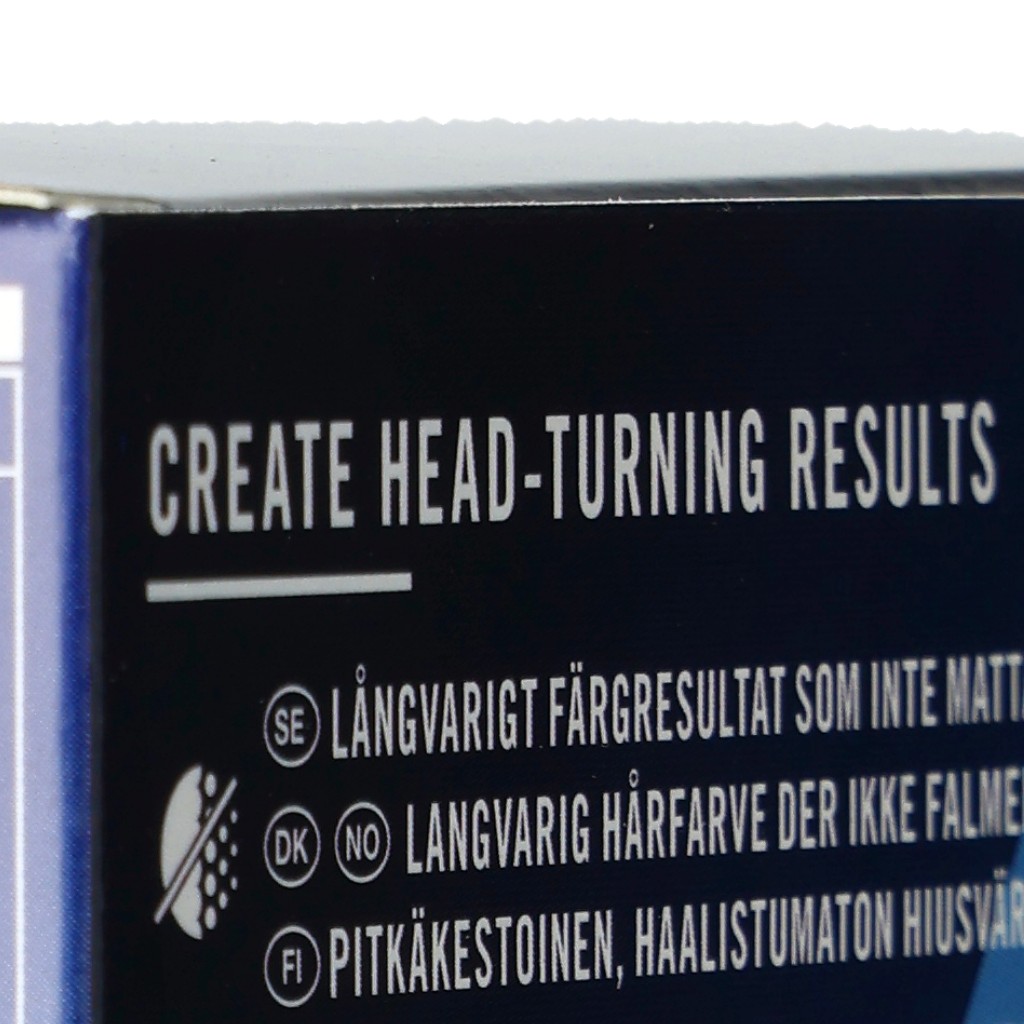 CREATE HEAD-TURNING RESULTS
SE LÅNGVARIGT FÄRGRESULTAT SOM INTE
DK NO LANGVARIG HÅRFARVE DER IKKE
FI PITKÄKESTOINEN, HAALISTUMATON